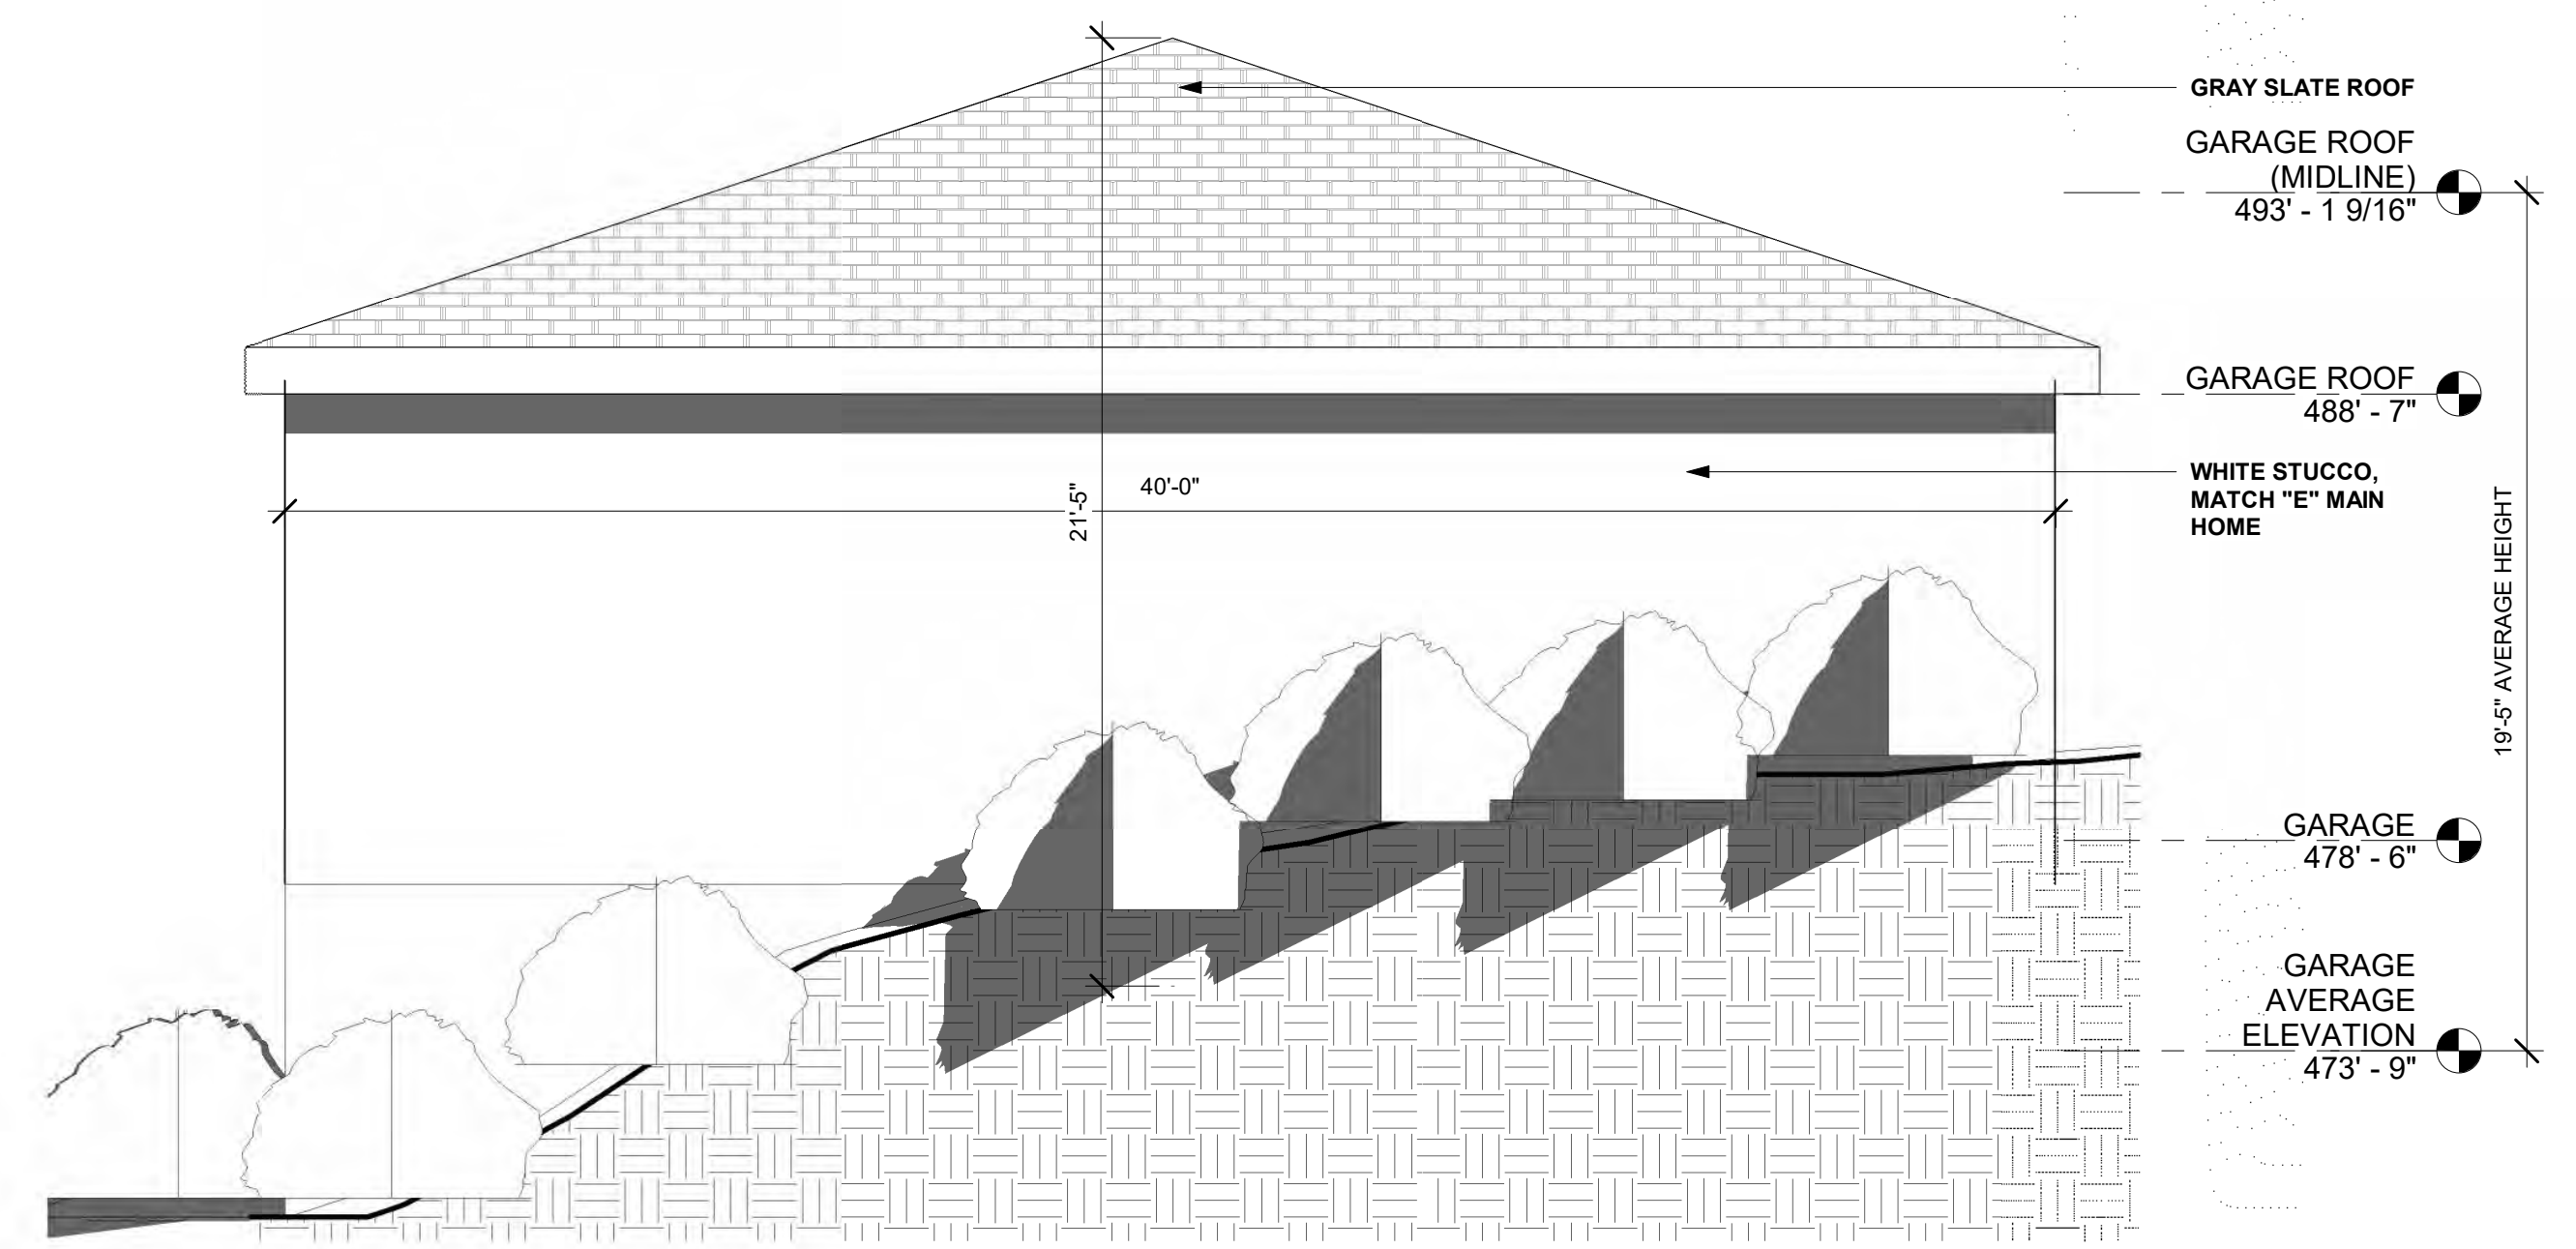 GRAY SLATE ROOF
GARAGE ROOF
(MIDLINE)
493' - 1 9/16"
GARAGE ROOF
488' - 7"
WHITE STUCCO,
MATCH "E" MAIN
HOME
40'-0"
21'-5"
19'-5" AVERAGE HEIGHT
GARAGE
478' - 6"
GARAGE
AVERAGE
ELEVATION
473' - 9"